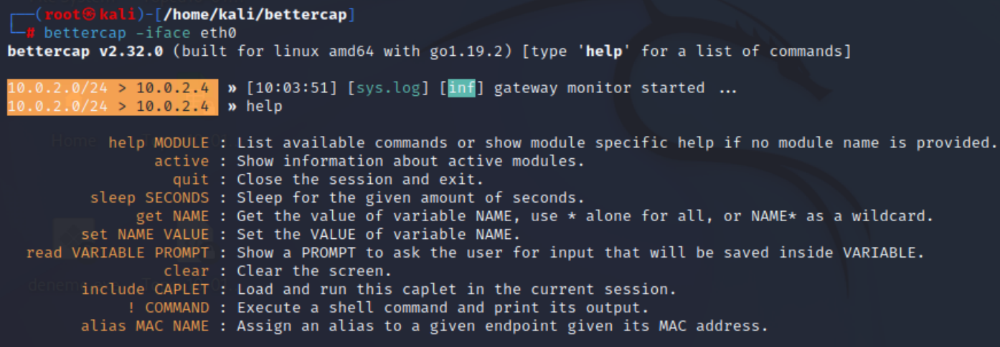 ┌──(root㉿kali)-[/home/kali/bettercap]
└─# bettercap -iface eth0
bettercap v2.32.0 (built for linux amd64 with go1.19.2) [type 'help' for a list of commands]
10.0.2.0/24 > 10.0.2.4 » [10:03:51] [sys.log] [inf] gateway monitor started ...
10.0.2.0/24 > 10.0.2.4 » help
help MODULE : List available commands or show module specific help if no module name is provided.
active : Show information about active modules.
quit : Close the session and exit.
sleep SECONDS : Sleep for the given amount of seconds.
get NAME : Get the value of variable NAME, use * alone for all, or NAME* as a wildcard.
set NAME VALUE : Set the VALUE of variable NAME.
read VARIABLE PROMPT : Show a PROMPT to ask the user for input that will be saved inside VARIABLE.
clear : Clear the screen.
include CAPLET : Load and run this caplet in the current session.
! COMMAND : Execute a shell command and print its output.
alias MAC NAME : Assign an alias to a given endpoint given its MAC address.
Home